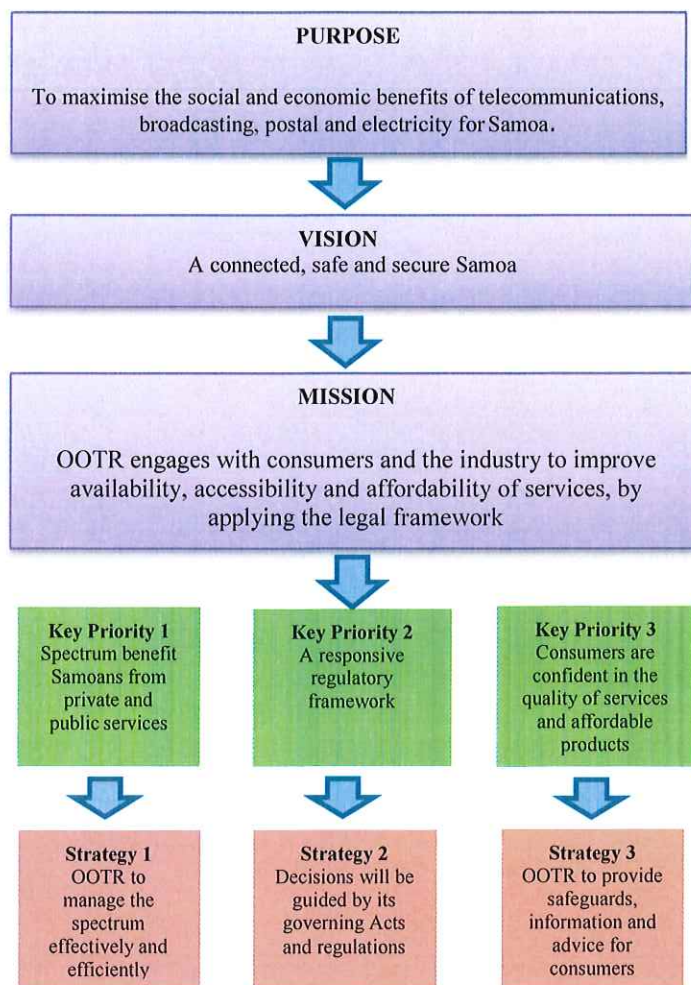 PURPOSE
To maximise the social and economic benefits of telecommunications,
broadcasting, postal and electricity for Samoa.
VISION
A connected, safe and secure Samoa
MISSION
OOTR engages with consumers and the industry to improve
availability, accessibility and affordability of services, by
applying the legal framework
Key Priority 1
Spectrum benefit
Samoans from
private and
public services
Key Priority 2
A responsive
regulatory
framework
Key Priority 3
Consumers are
confident in the
quality of services
and affordable
products
Strategy 1
OOTR to
manage the
spectrum
effectively and
efficiently
Strategy 2
Decisions will be
guided by its
governing Acts
and regulations
Strategy 3
OOTR to provide
safeguards,
information and
advice for
consumers